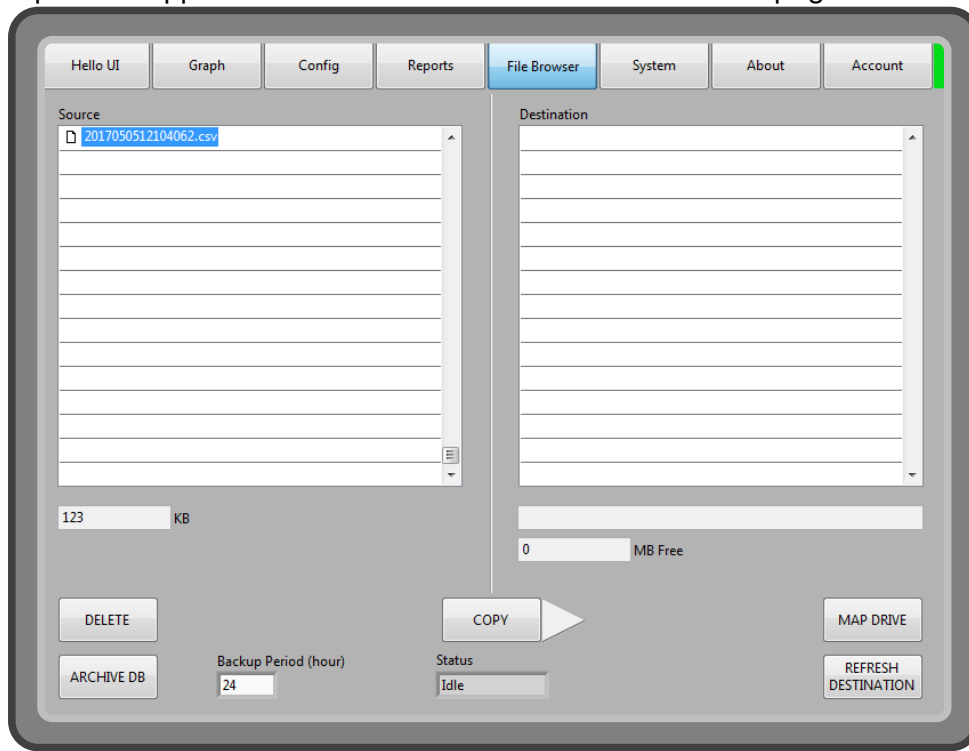 Hello UI Graph Config Reports File Browser System About Account
Source Destination
2017050512104062.csv
123 KB
0 MB Free
DELETE COPY MAP DRIVE
ARCHIVE DB Backup Period (hour) Status REFRESH
24 Idle DESTINATION